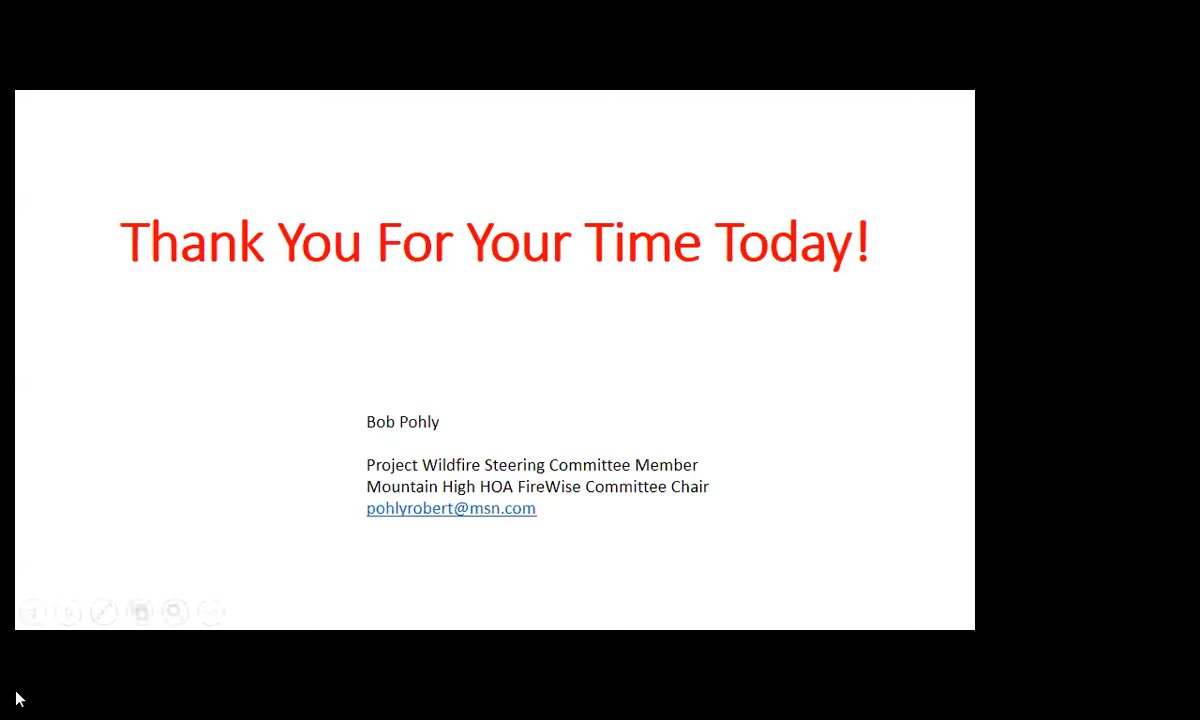 Thank You For Your Time Today!
Bob Pohly
Project Wildfire Steering Committee Member
Mountain High HOA FireWise Committee Chair
pohlyrobert@msn.com